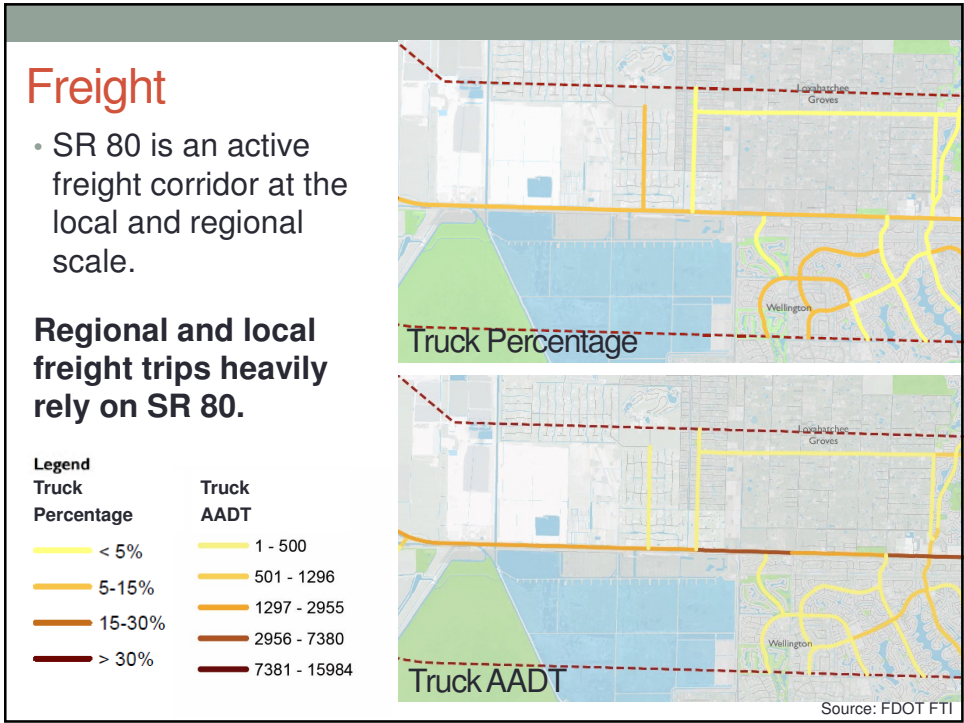 Freight
• SR 80 is an active
freight corridor at the
local and regional
scale.
Regional and local
freight trips heavily
rely on SR 80.
Legend
Truck
Percentage
< 5%
5-15%
15-30%
> 30%
Truck
AADT
1 - 500
501 - 1296
1297 - 2955
2956 - 7380
7381 - 15984
Loxahatchee
Groves
Wellington
Truck Percentage
Loxahatchee
Groves
Wellington
Truck AADT
Source: FDOT FTI